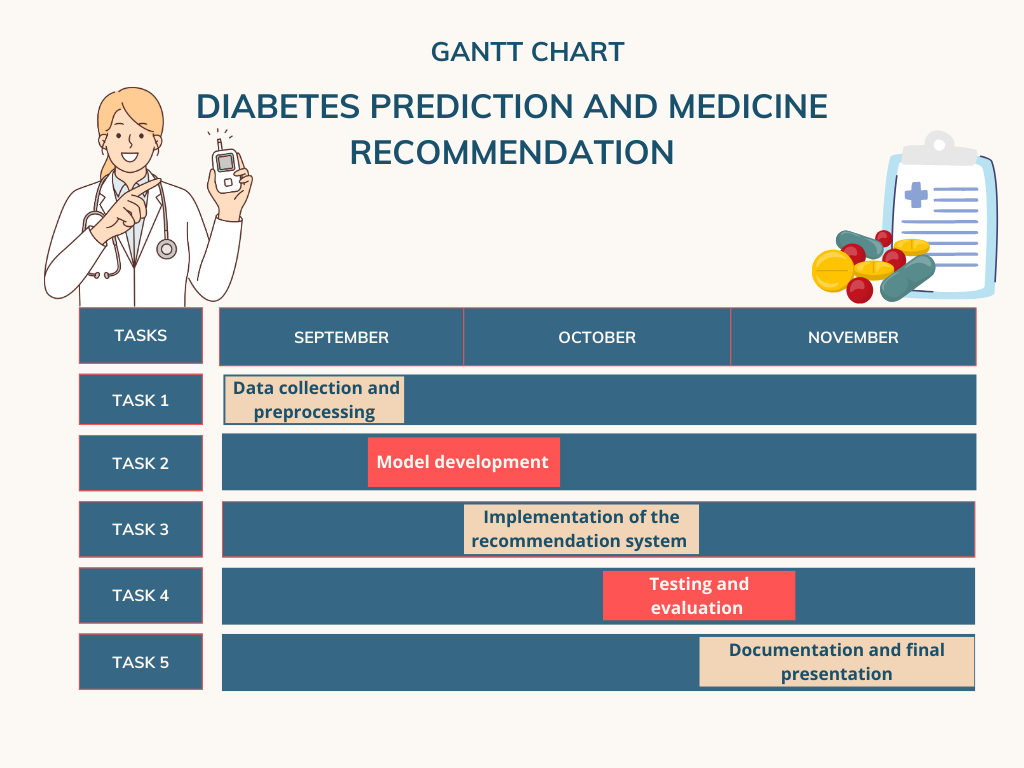 GANTT CHART
DIABETES PREDICTION AND MEDICINE
RECOMMENDATION
TASKS
SEPTEMBER
OCTOBER
NOVEMBER
TASK 1
Data collection and
preprocessing
TASK 2
Model development
TASK 3
Implementation of the
recommendation system
TASK 4
Testing and
evaluation
TASK 5
Documentation and final
presentation